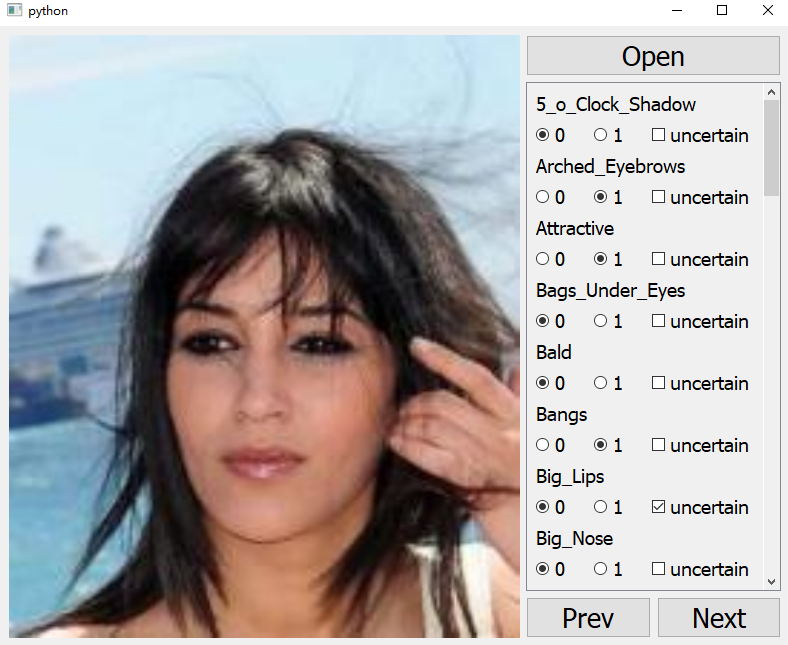 python
Open
5_o_Clock_Shadow
0 1 uncertain
Arched_Eyebrows
0 1 uncertain
Attractive
0 1 uncertain
Bags_Under_Eyes
0 1 uncertain
Bald
0 1 uncertain
Bangs
0 1 uncertain
Big_Lips
0 1 uncertain
Big_Nose
0 1 uncertain
Prev Next